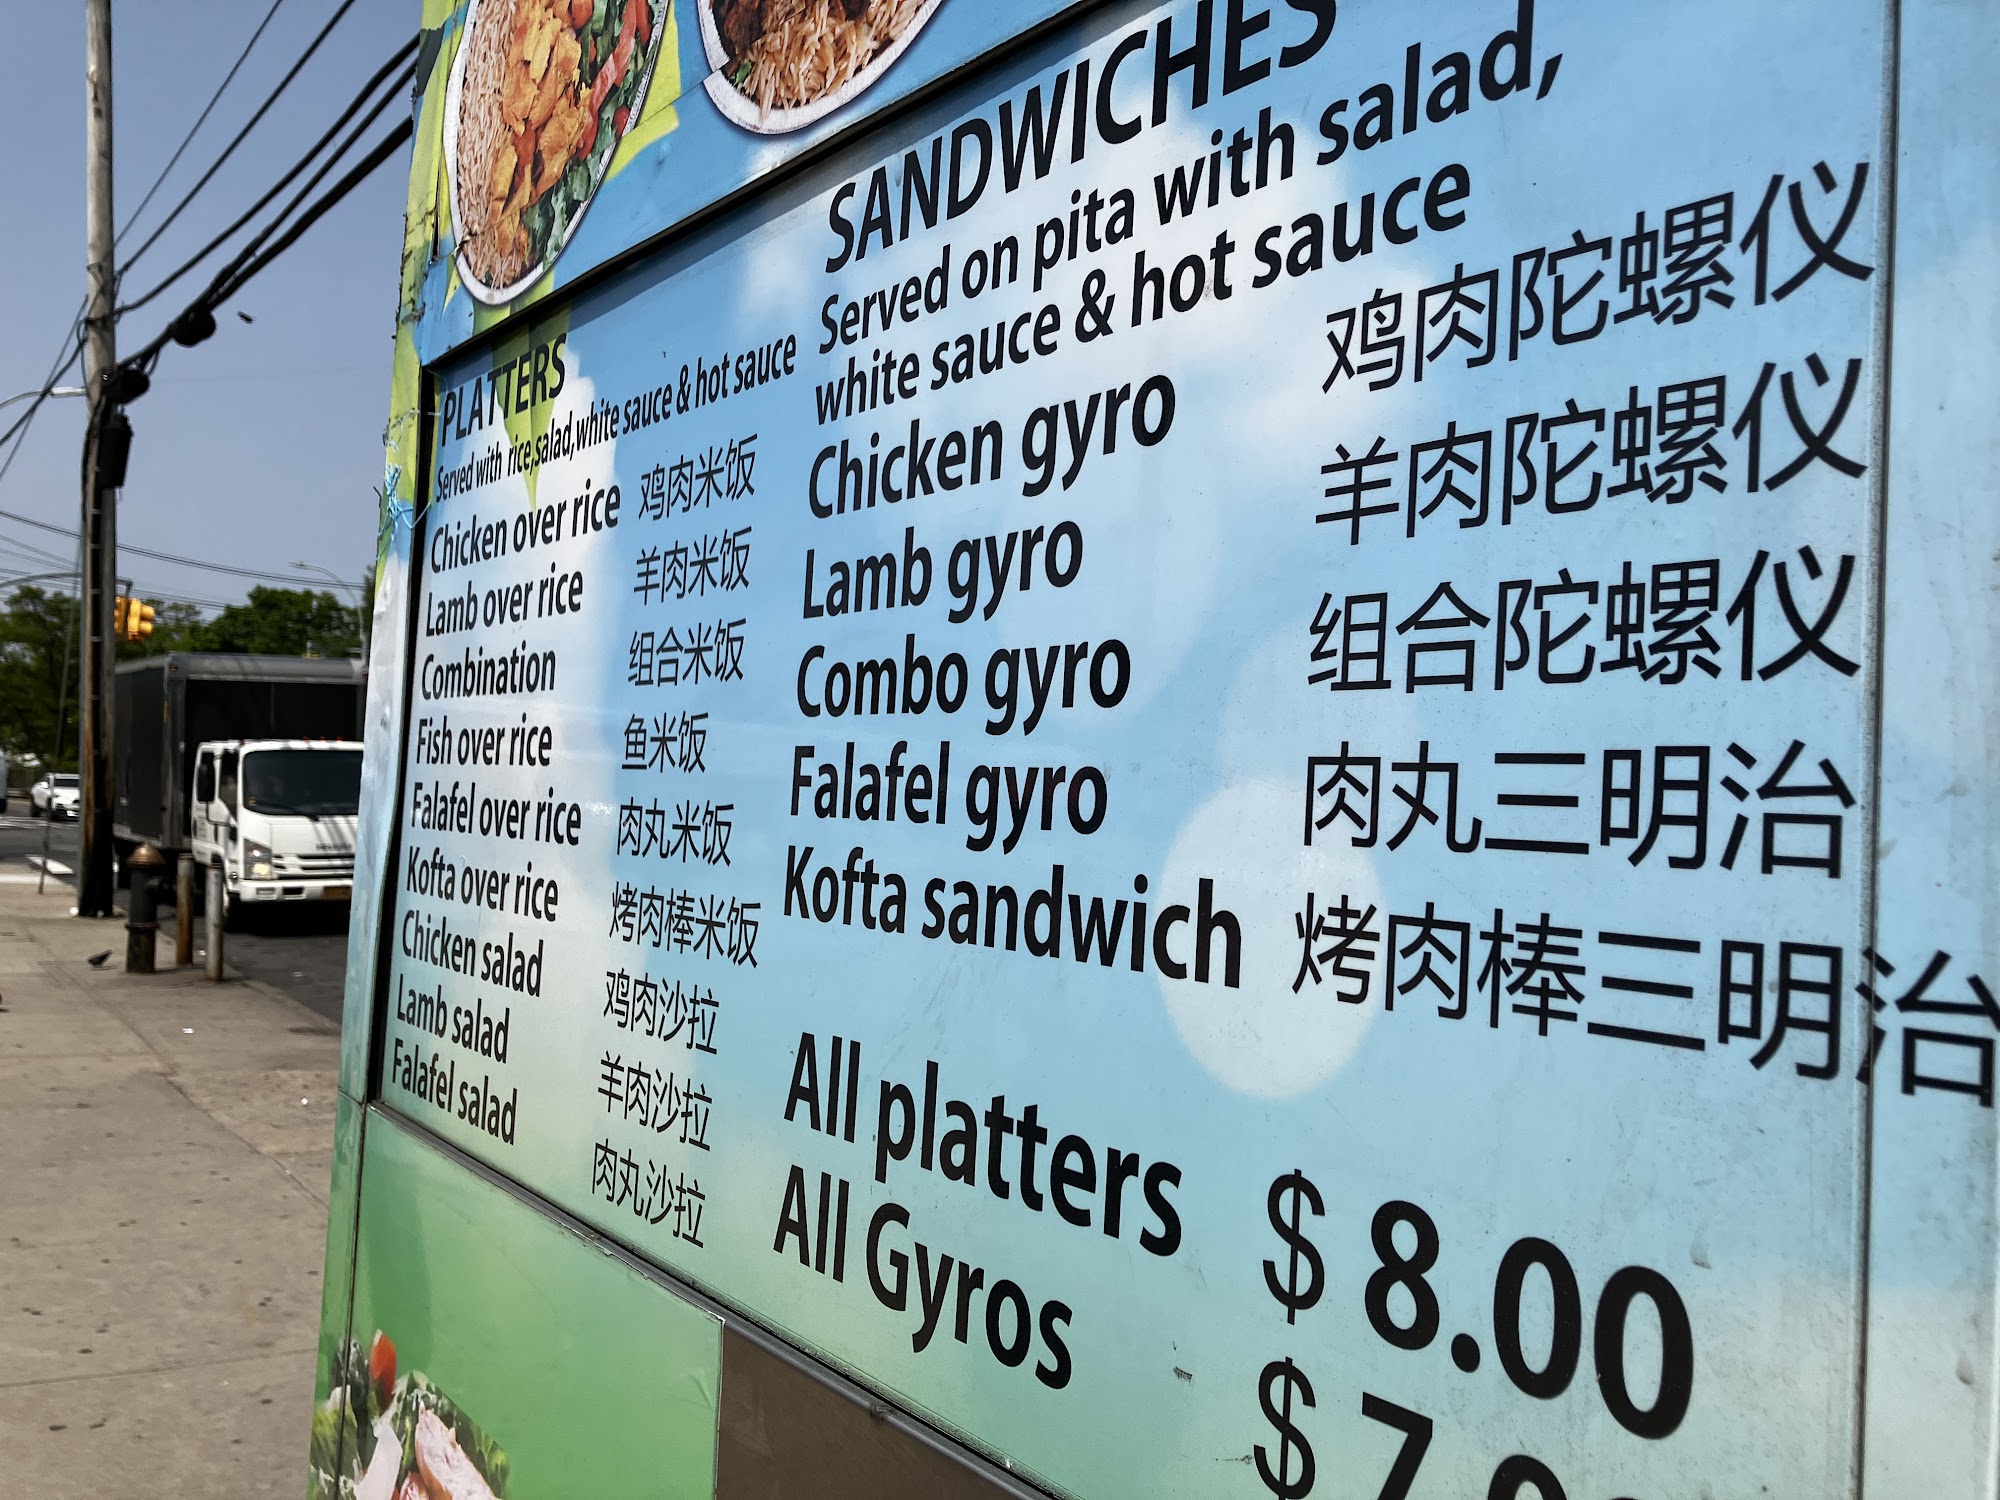 PLATTERS
Served with rice,salad,white sauce & hot sauce
Chicken over rice 鸡肉米饭
Lamb over rice 羊肉米饭
Combination 组合米饭
Fish over rice 鱼米饭
Falafel over rice 肉丸米饭
Kofta over rice 烤肉棒米饭
Chicken salad 鸡肉沙拉
Lamb salad 羊肉沙拉
Falafel salad 肉丸沙拉
SANDWICHES
Served on pita with salad,
white sauce & hot sauce
Chicken gyro 鸡肉陀螺仪
Lamb gyro 羊肉陀螺仪
Combo gyro 组合陀螺仪
Falafel gyro 肉丸三明治
Kofta sandwich 烤肉棒三明治
All platters $8.00
All Gyros $7